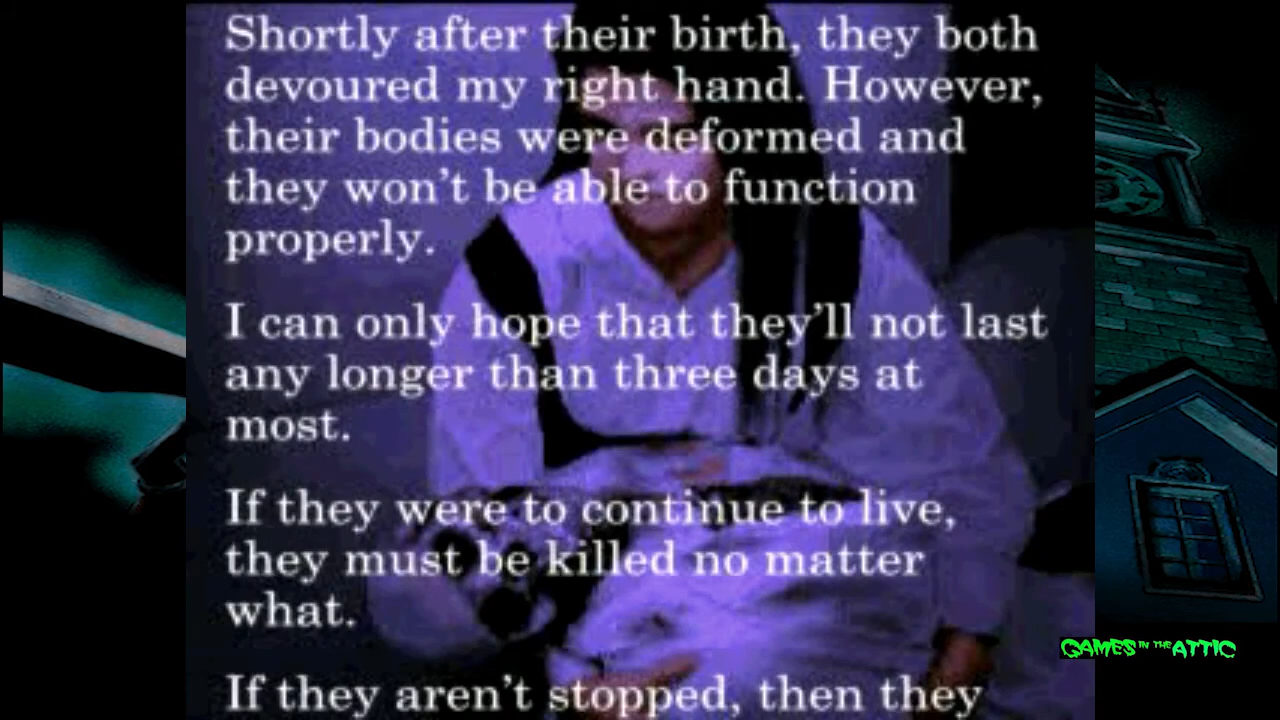 Shortly after their birth, they both
devoured my right hand. However,
their bodies were deformed and
they won't be able to function
properly.
I can only hope that they'll not last
any longer than three days at
most.
If they were to continue to live,
they must be killed no matter
what.
If they aren't stopped, then they
GAMES IN THE ATTIC